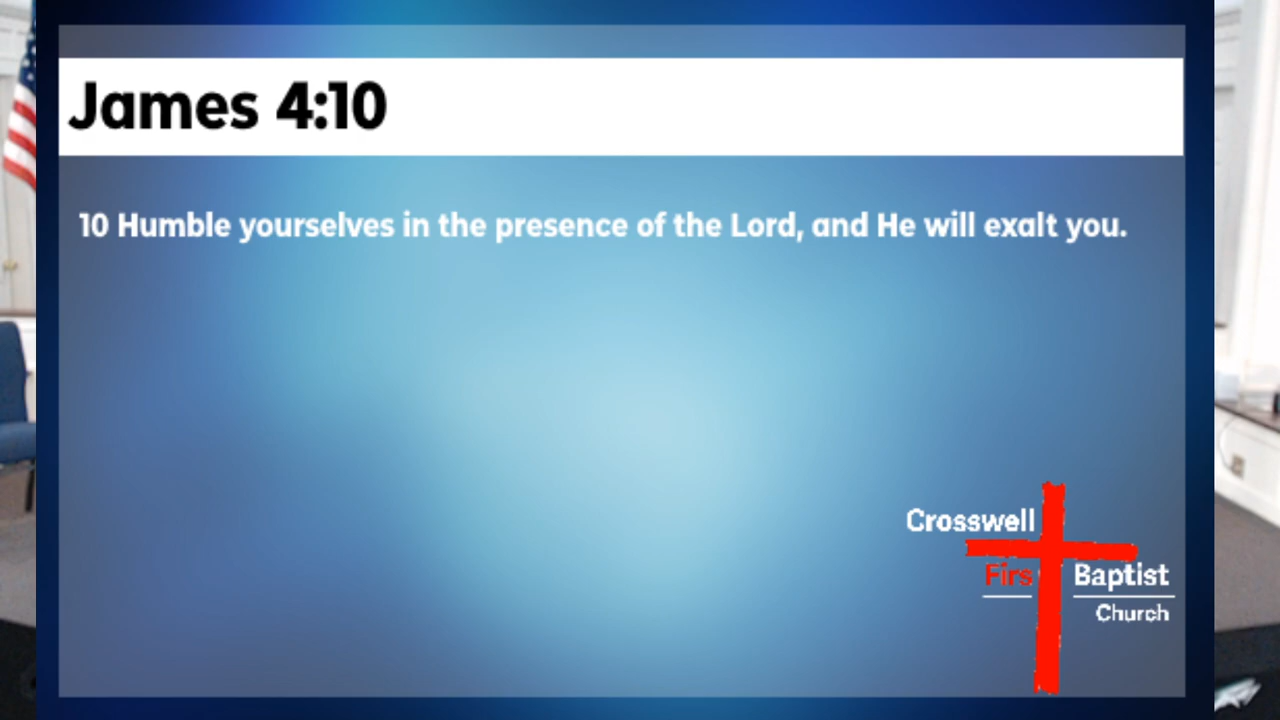 James 4:10
10 Humble yourselves in the presence of the Lord, and He will exalt you.
Crosswell
Firs Baptist
Church